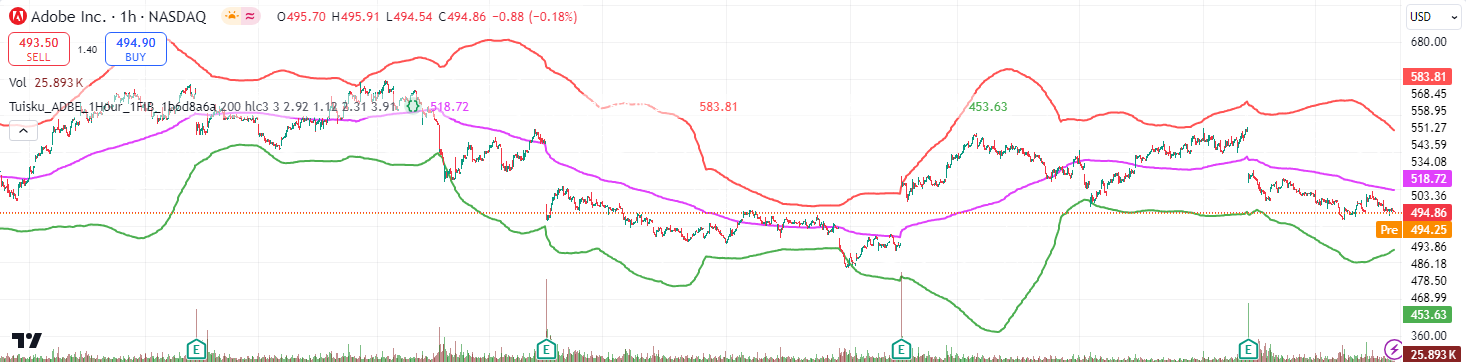 Adobe Inc. · 1h · NASDAQ O495.70 H495.91 L494.54 C494.86 −0.88 (−0.18%)
USD
493.50 SELL
1.40
494.90 BUY
Vol 25.893 K
Tuisku_ADBE_1Hour_1FIB_1b6d8a6a 200 hlc3 3 2.92 1.12 2.31 3.91 {} 518.72 583.81 453.63
680.00
583.81
568.45
558.95
551.27
543.59
534.08
518.72
503.36
494.86
Pre 494.25
493.86
486.18
478.50
468.99
453.63
360.00
25.893 K
E E E E